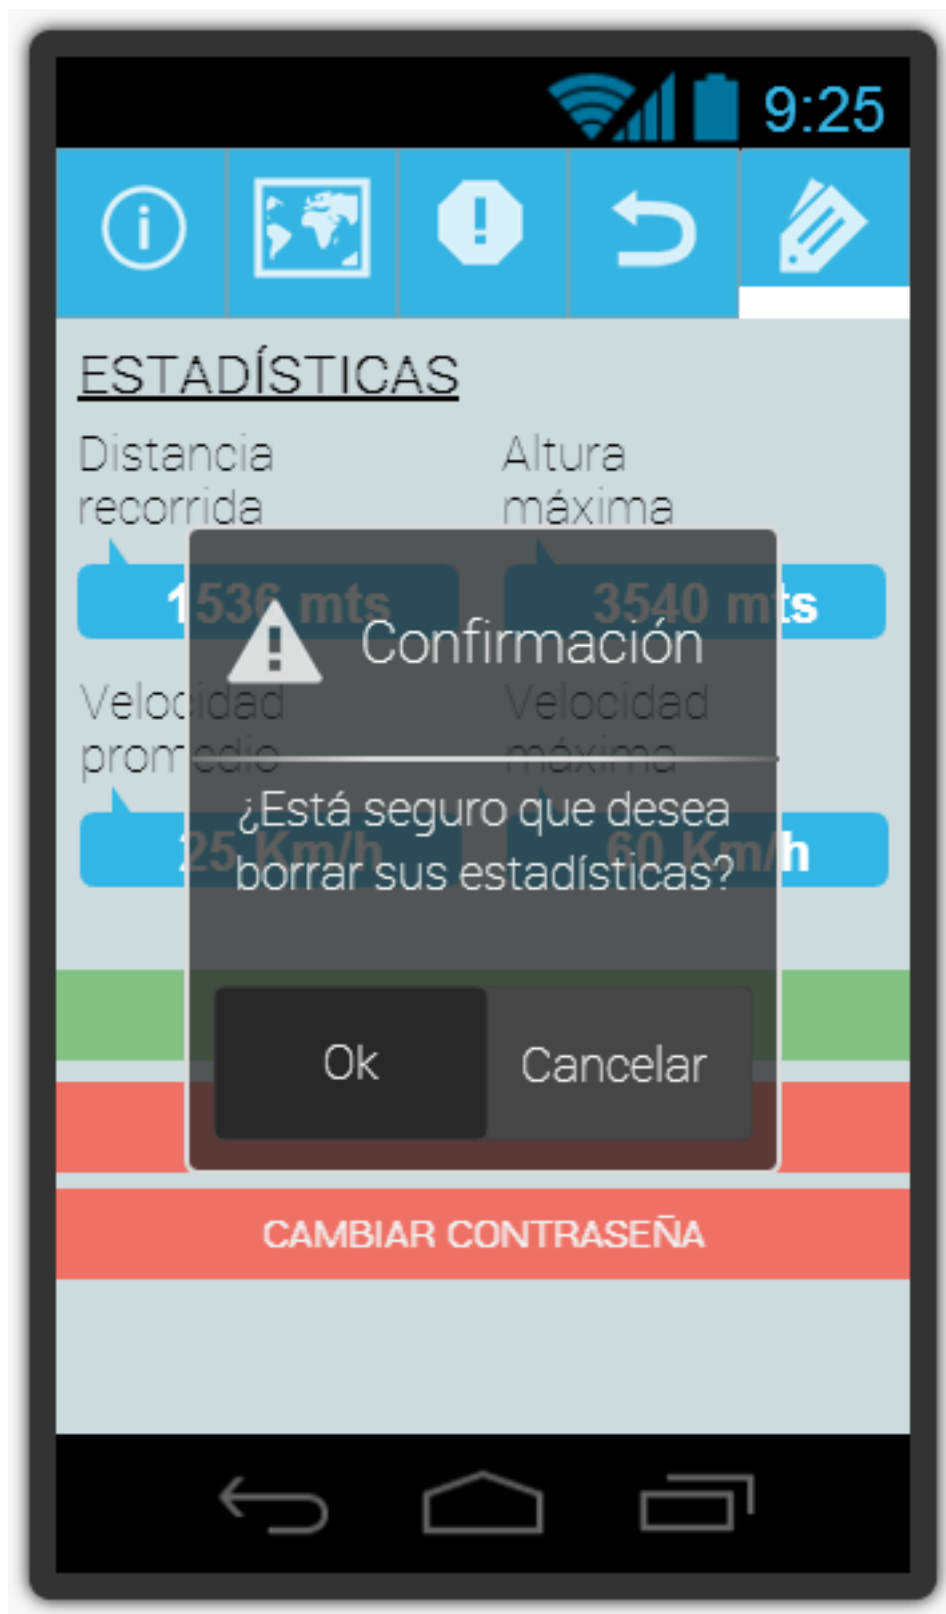 9:25
ESTADÍSTICAS
Distancia
recorrida
Altura
máxima
1536 mts
3540 mts
Confirmación
Velocidad
promedio
Velocidad
máxima
25 Km/h
60 Km/h
¿Está seguro que desea
borrar sus estadísticas?
Ok
Cancelar
CAMBIAR CONTRASEÑA